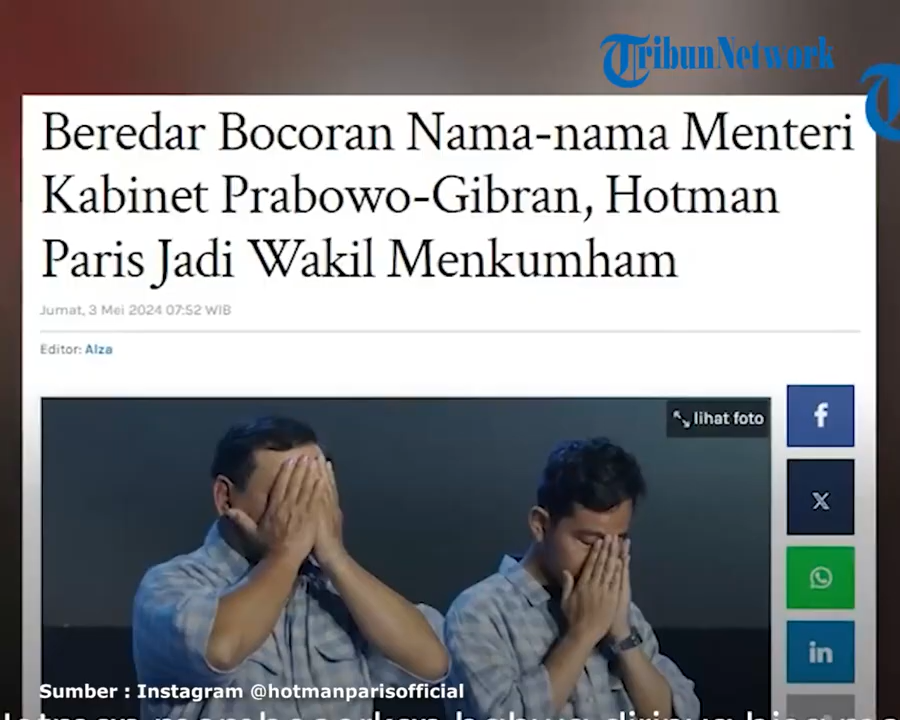 TribunNetwork
Beredar Bocoran Nama-nama Menteri
Kabinet Prabowo-Gibran, Hotman
Paris Jadi Wakil Menkumham
Jumat, 3 Mei 2024 07:52 WIB
Editor: Alza
lihat foto
f
X
in
Sumber : Instagram @hotmanparisofficial